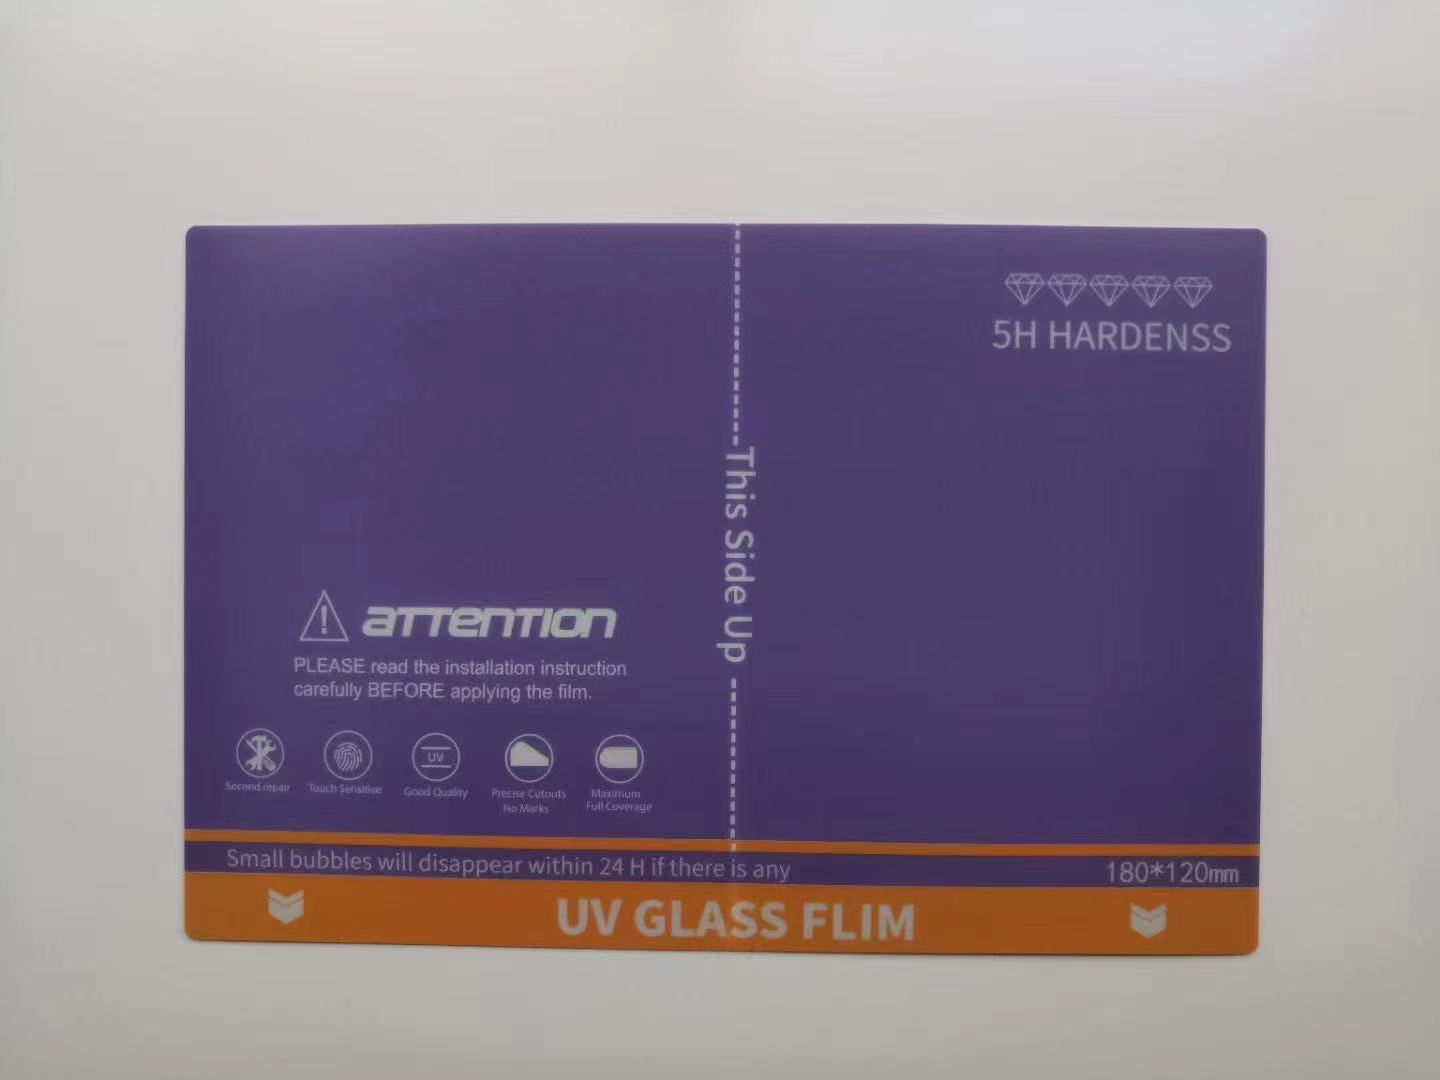 5H HARDENSS
This Side Up
ATTENTION
PLEASE read the installation instruction
carefully BEFORE applying the film.
UV
Second repair
Touch Sensitive
Good Quality
Precise Cutouts
No Marks
Maximum
Full Coverage
Small bubbles will disappear within 24 H if there is any
180*120mm
UV GLASS FLIM